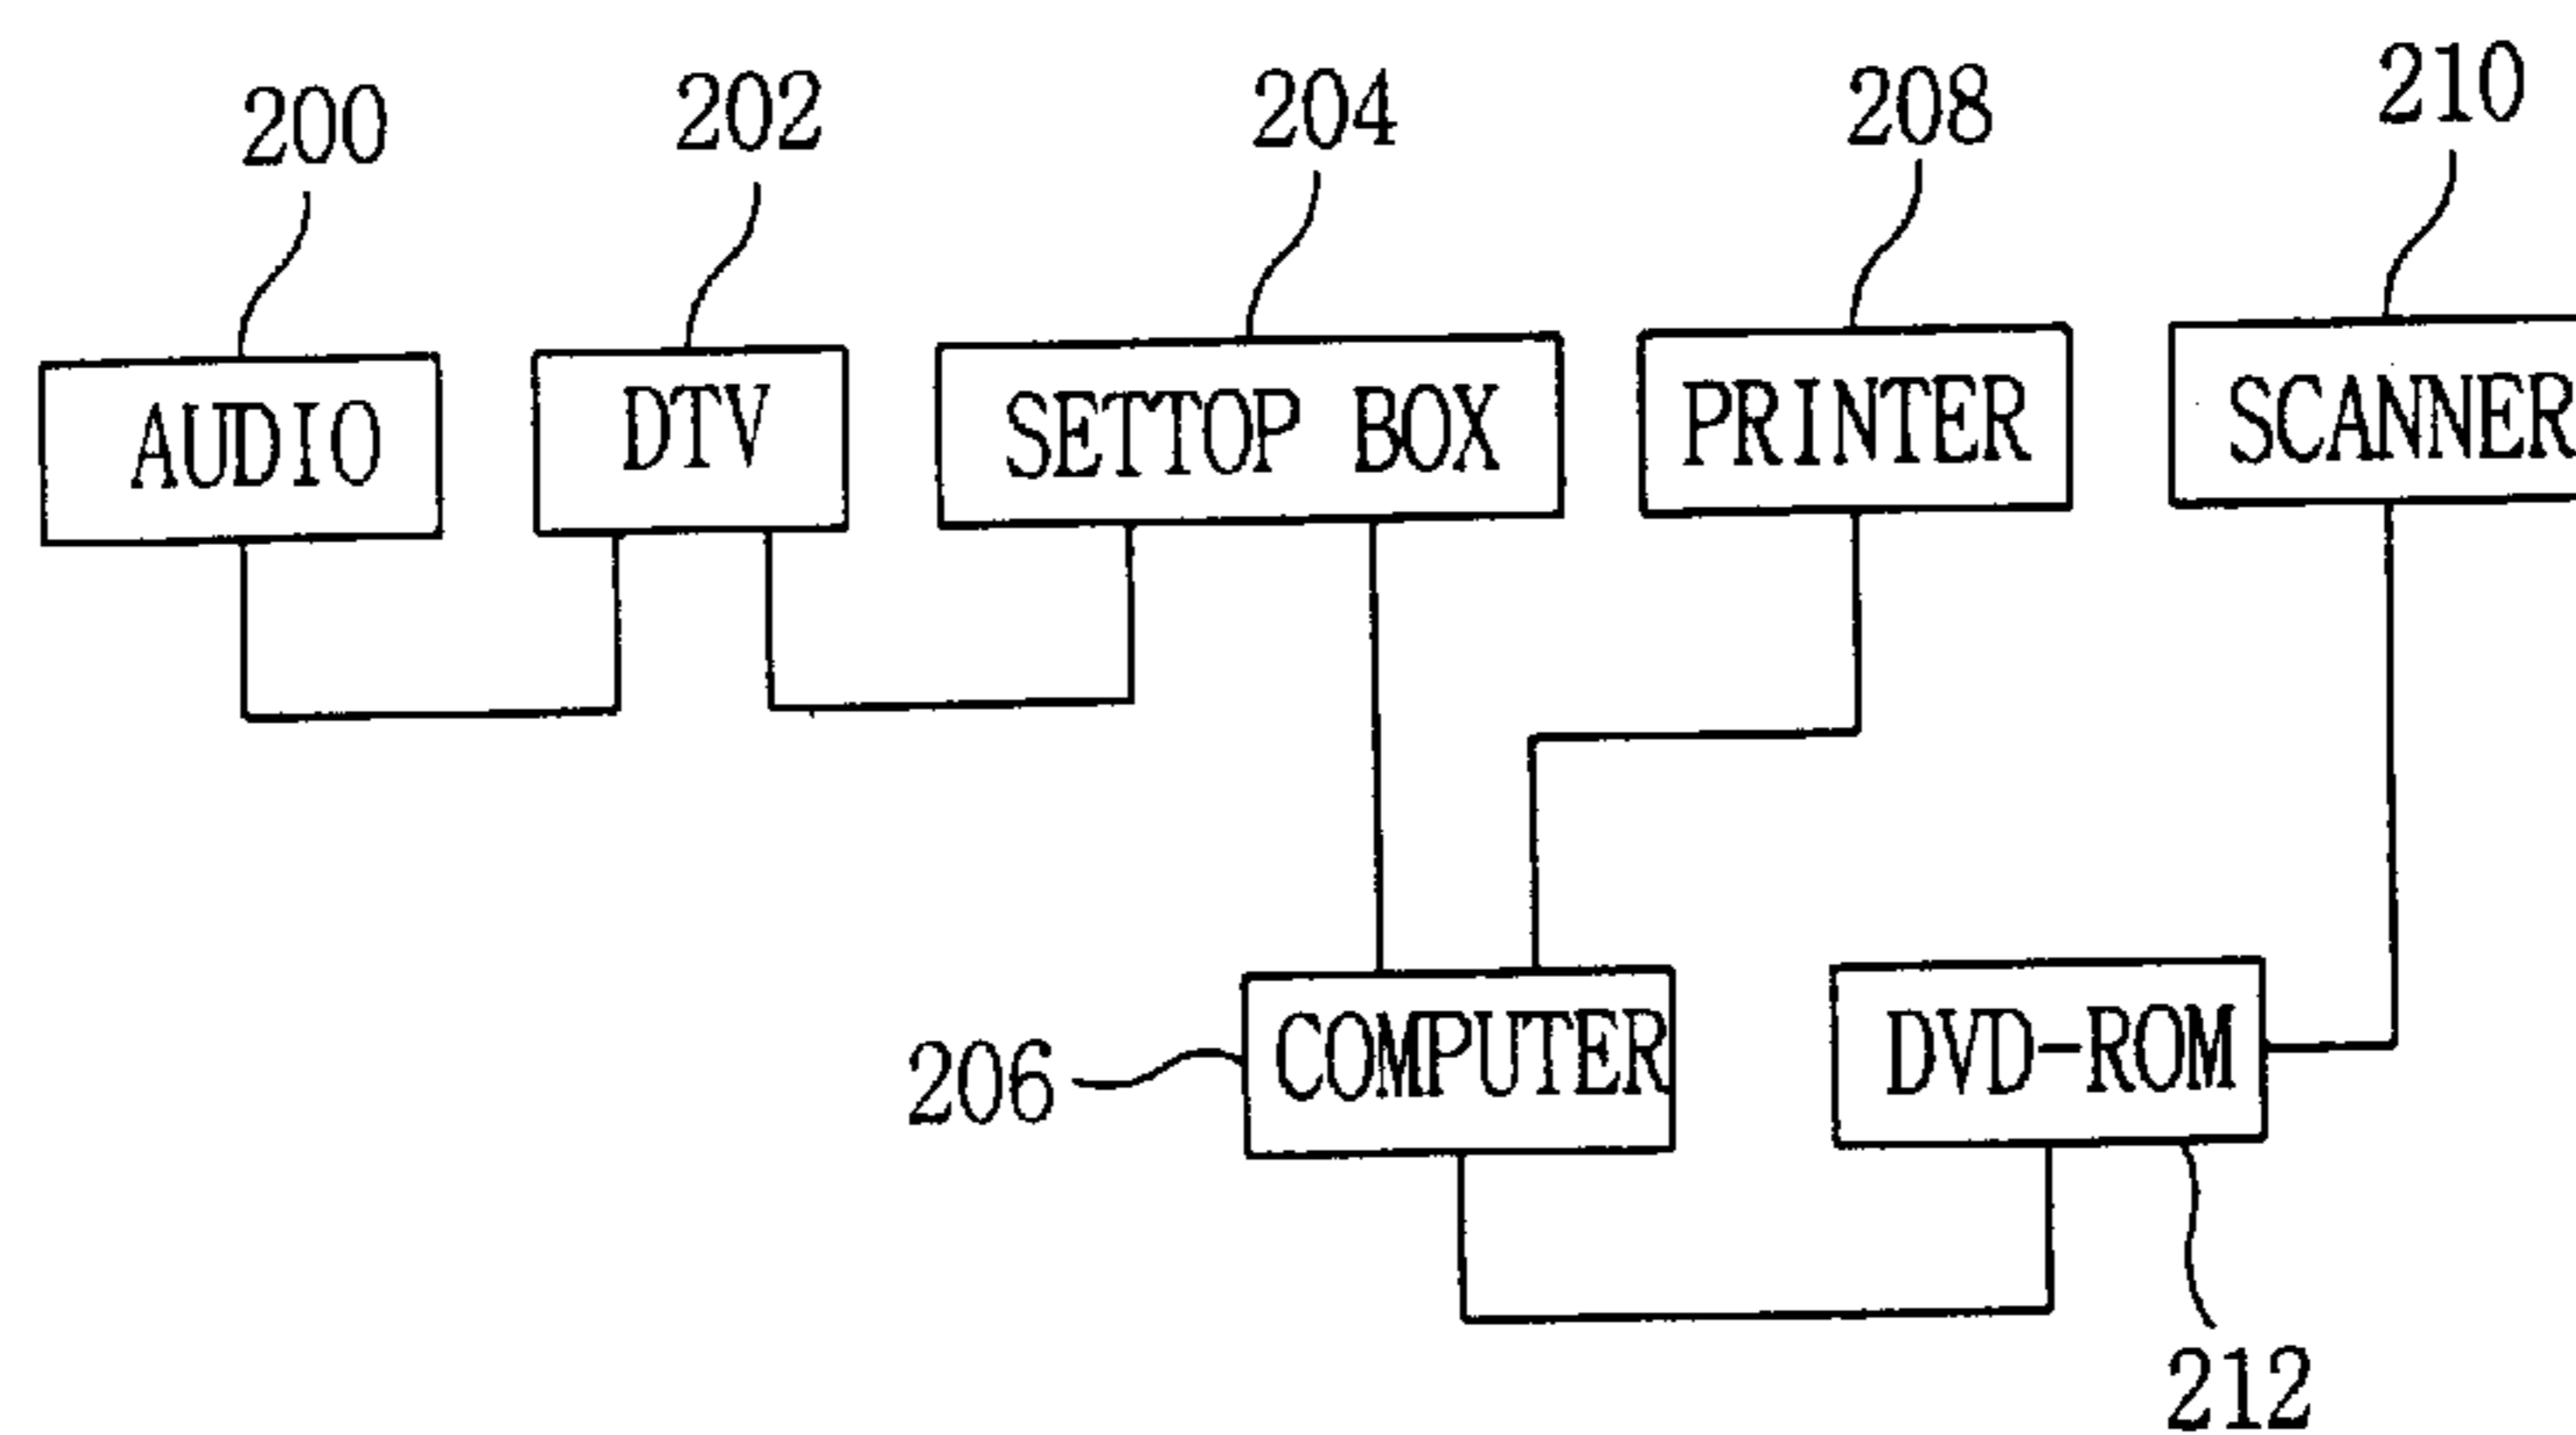 200 202 204 208 210
AUDIO DTV SETTOP BOX PRINTER SCANNER
206 COMPUTER DVD-ROM
212